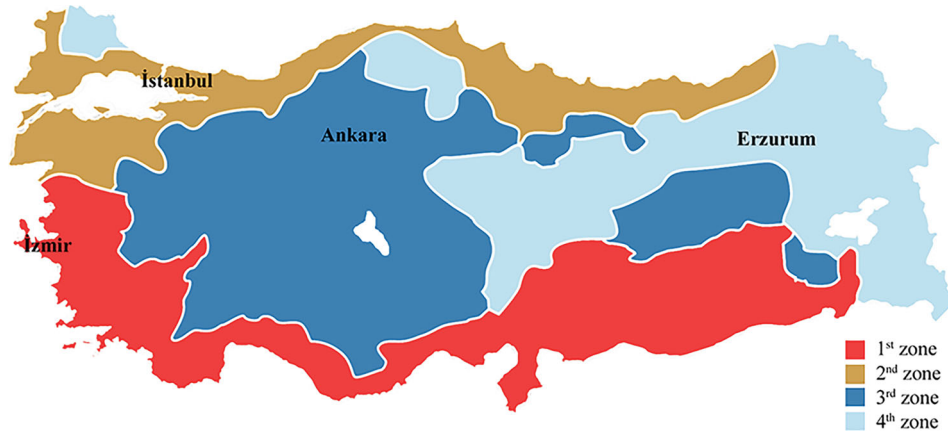 İstanbul
Ankara
Erzurum
İzmir
1st zone
2nd zone
3rd zone
4th zone